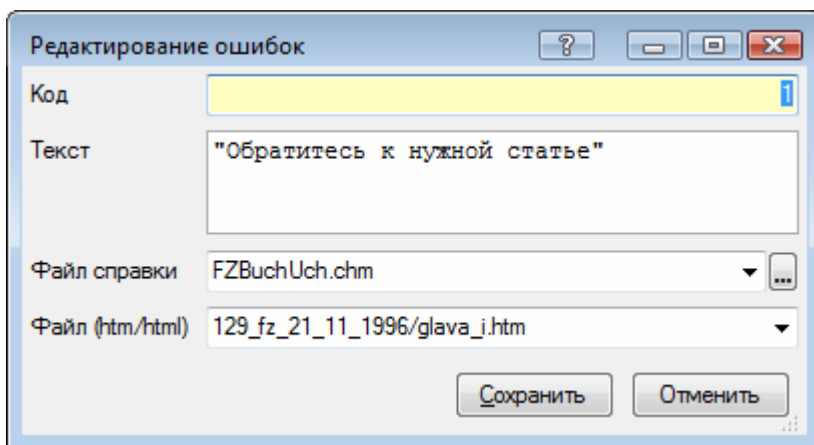 Редактирование ошибок
Код 1
Текст "Обратитесь к нужной статье"
Файл справки FZBuchUch.chm ...
Файл (htm/html) 129_fz_21_11_1996/glava_i.htm
Сохранить Отменить